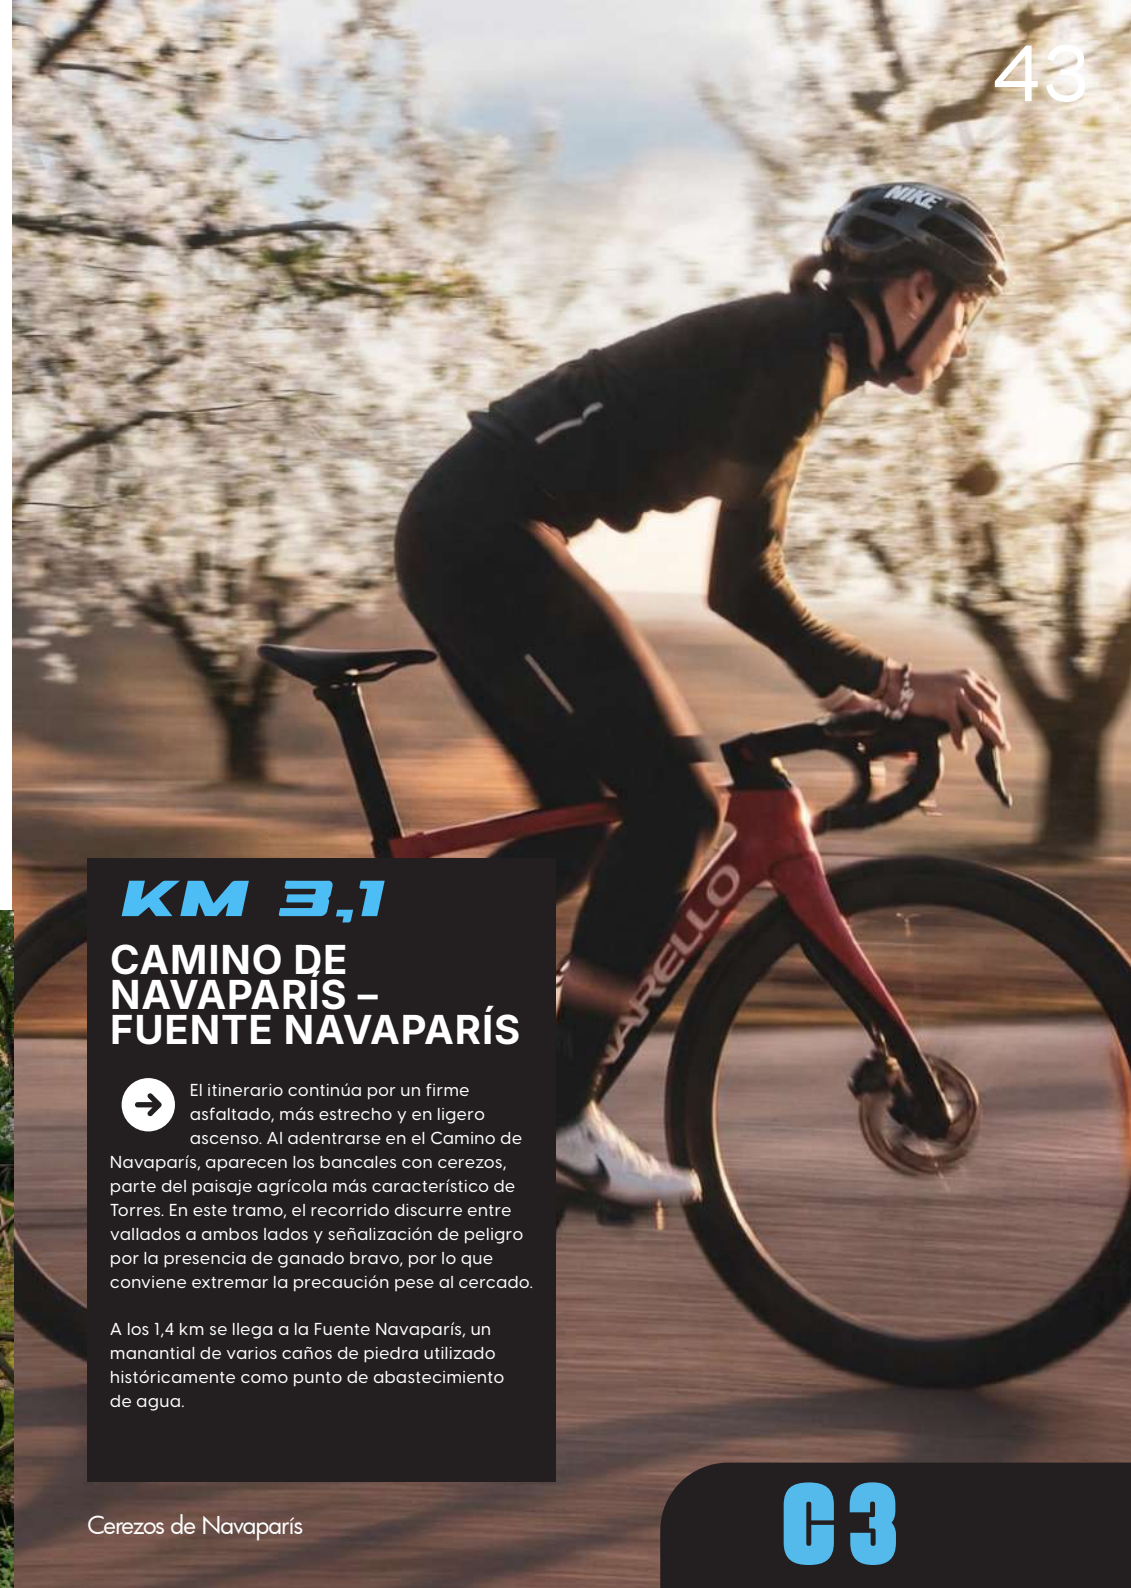 43
NIKE
KM 3,1
CAMINO DE
NAVAPARÍS –
FUENTE NAVAPARÍS
El itinerario continúa por un firme
asfaltado, más estrecho y en ligero
ascenso. Al adentrarse en el Camino de
Navaparís, aparecen los bancales con cerezos,
parte del paisaje agrícola más característico de
Torres. En este tramo, el recorrido discurre entre
vallados a ambos lados y señalización de peligro
por la presencia de ganado bravo, por lo que
conviene extremar la precaución pese al cercado.
A los 1,4 km se llega a la Fuente Navaparís, un
manantial de varios caños de piedra utilizado
históricamente como punto de abastecimiento
de agua.
Cerezos de Navaparís
C3